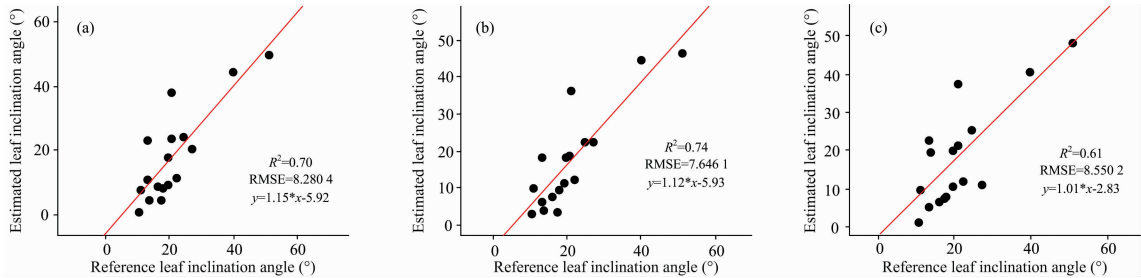 (a)
Estimated leaf inclination angle (°)
60
40
20
0
R²=0.70
RMSE=8.280 4
y=1.15*x-5.92
0 20 40 60
Reference leaf inclination angle (°)
(b)
Estimated leaf inclination angle (°)
50
40
30
20
10
0
R²=0.74
RMSE=7.646 1
y=1.12*x-5.93
0 20 40 60
Reference leaf inclination angle (°)
(c)
Estimated leaf inclination angle (°)
50
40
30
20
10
0
R²=0.61
RMSE=8.550 2
y=1.01*x-2.83
0 20 40 60
Reference leaf inclination angle (°)